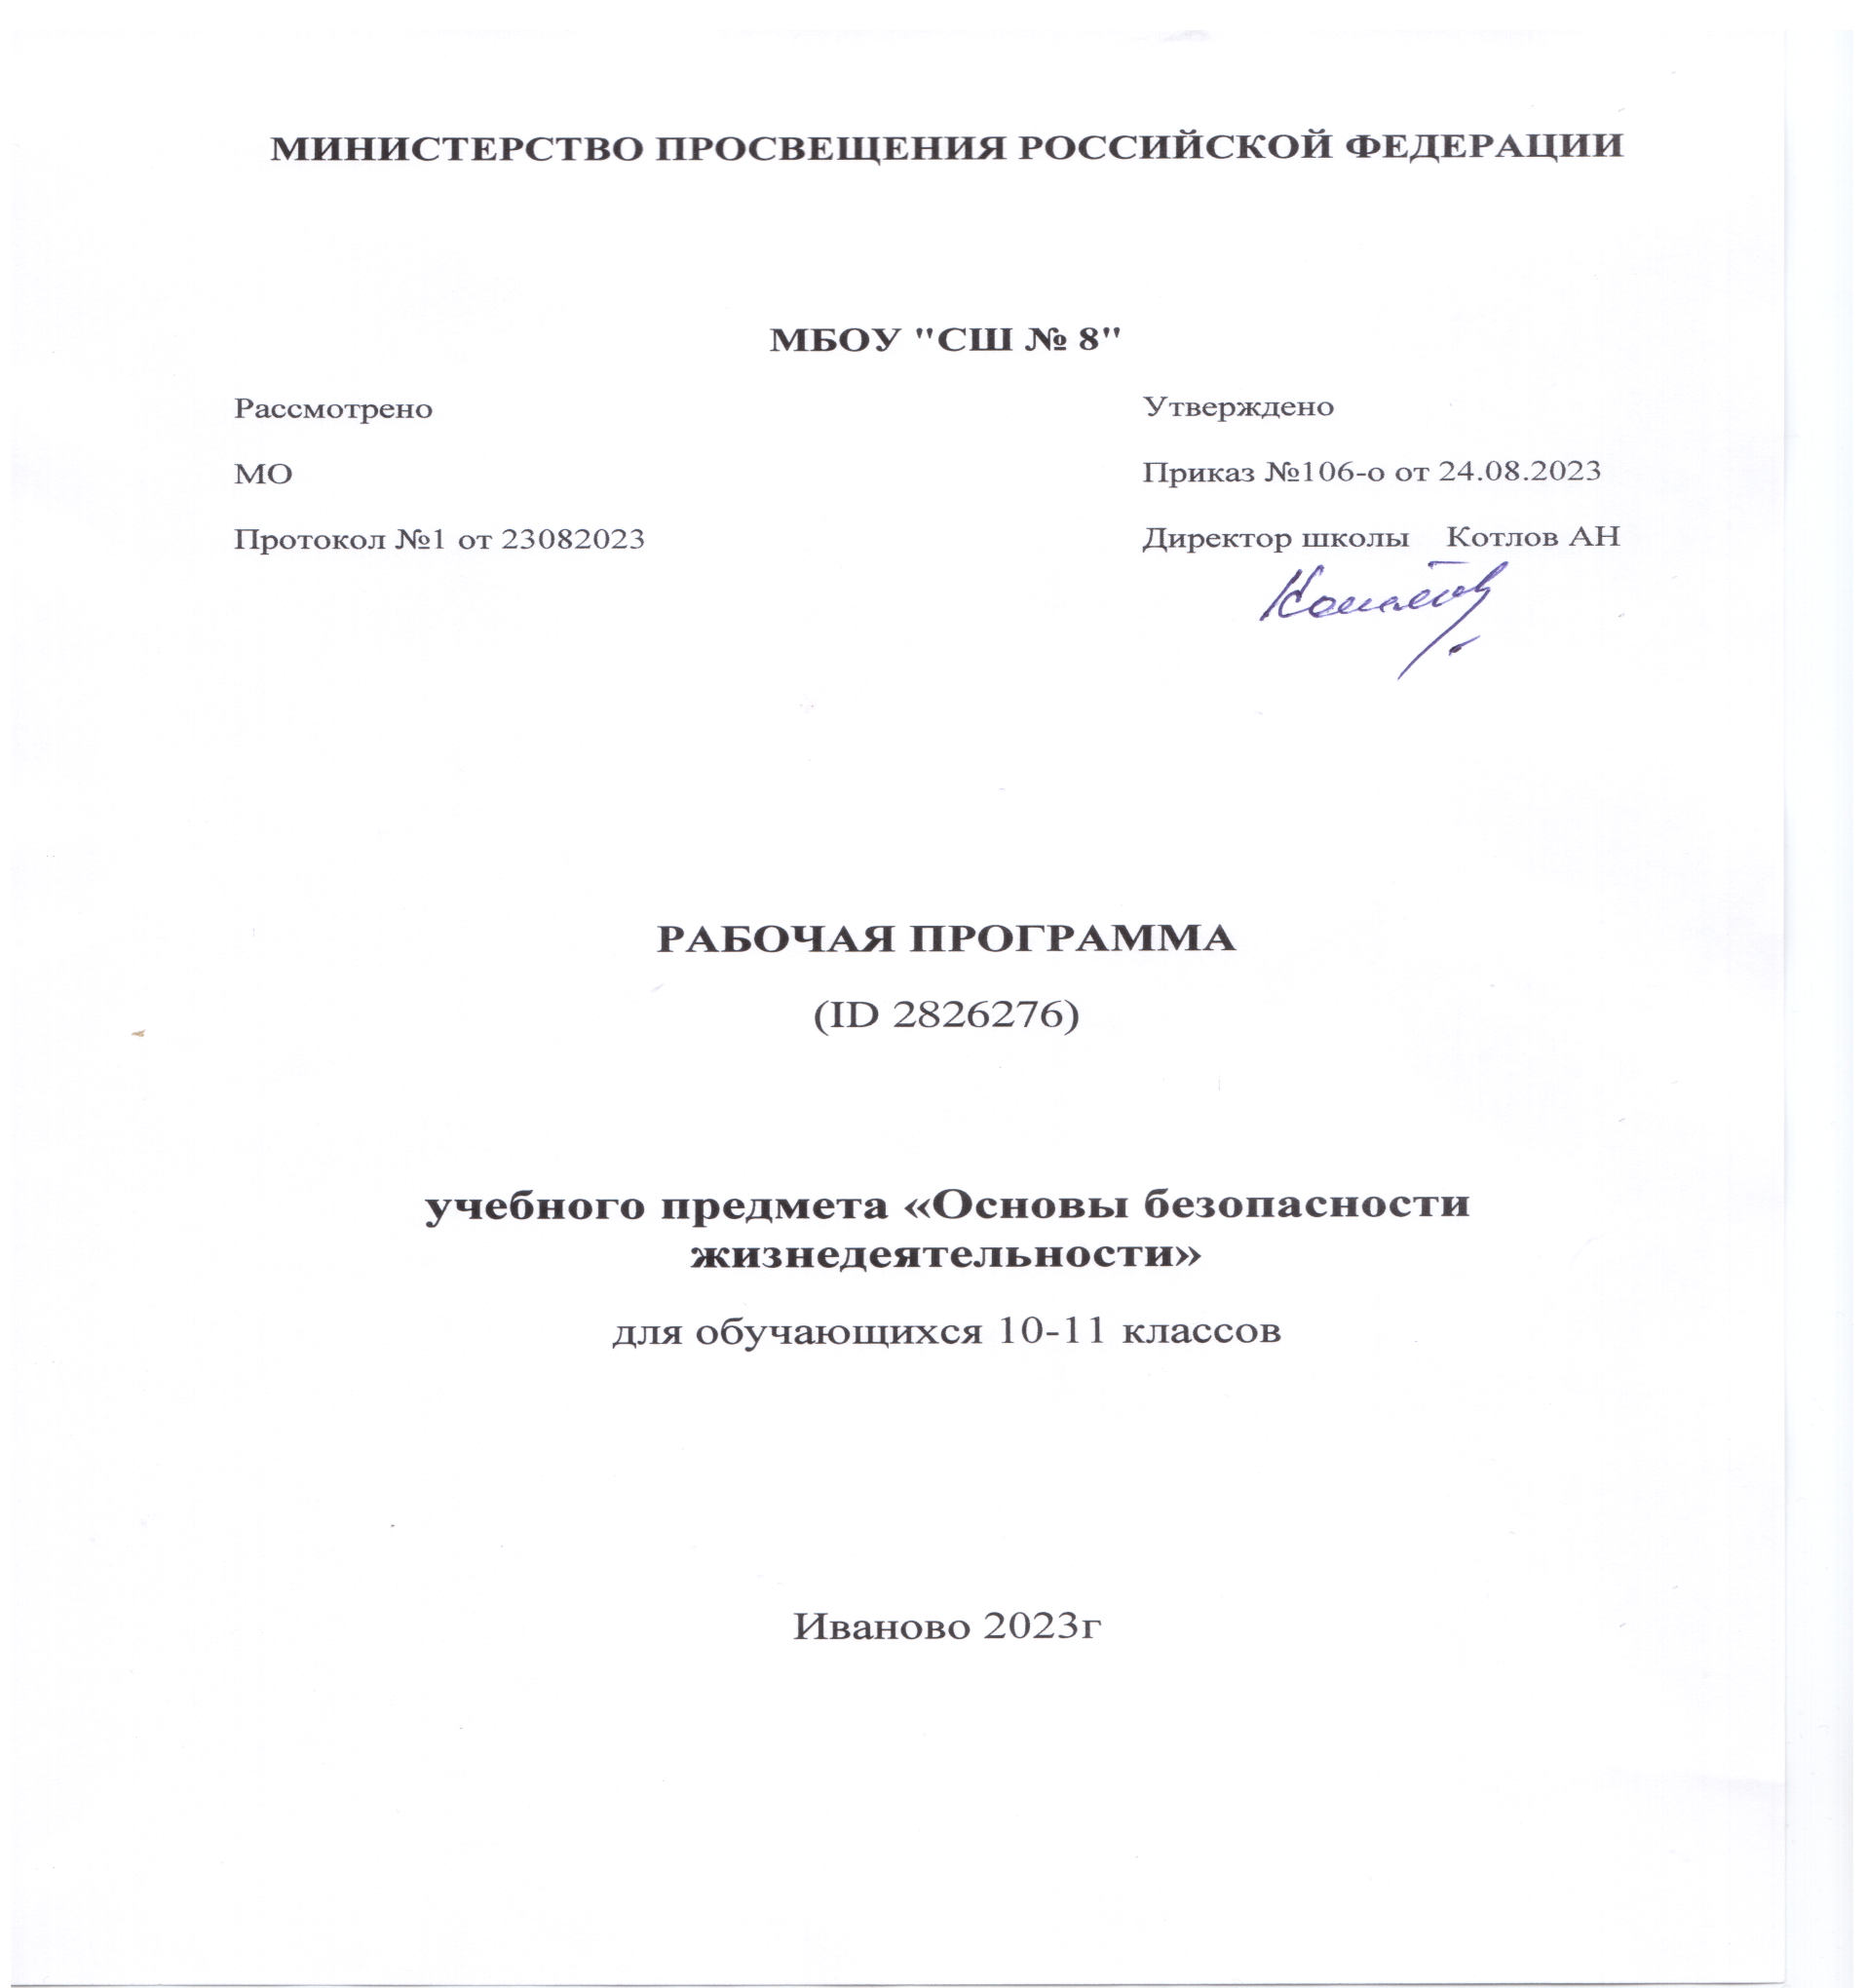 МИНИСТЕРСТВО ПРОСВЕЩЕНИЯ РОССИЙСКОЙ ФЕДЕРАЦИИ
МБОУ "СШ № 8"
Рассмотрено
МО
Протокол №1 от 23082023
Утверждено
Приказ №106-о от 24.08.2023
Директор школы Котлов АН
РАБОЧАЯ ПРОГРАММА
(ID 2826276)
учебного предмета «Основы безопасности
жизнедеятельности»
для обучающихся 10-11 классов
Иваново 2023г